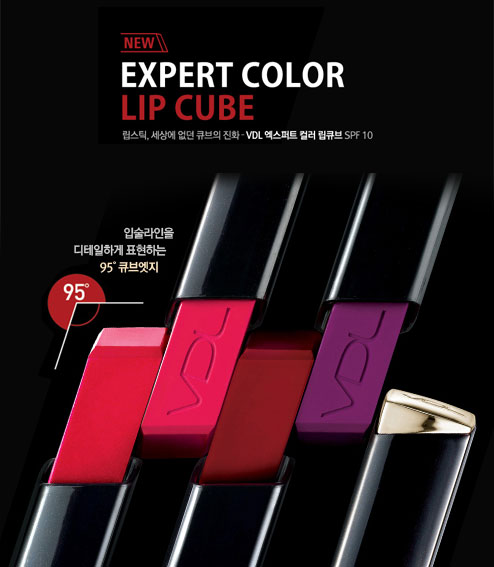 NEW
EXPERT COLOR
LIP CUBE
립스틱, 세상에 없던 큐브의 진화 - VDL 엑스퍼트 컬러 립큐브 SPF 10
입술라인을
디테일하게 표현하는
95° 큐브엣지
95°
VDL
VDL